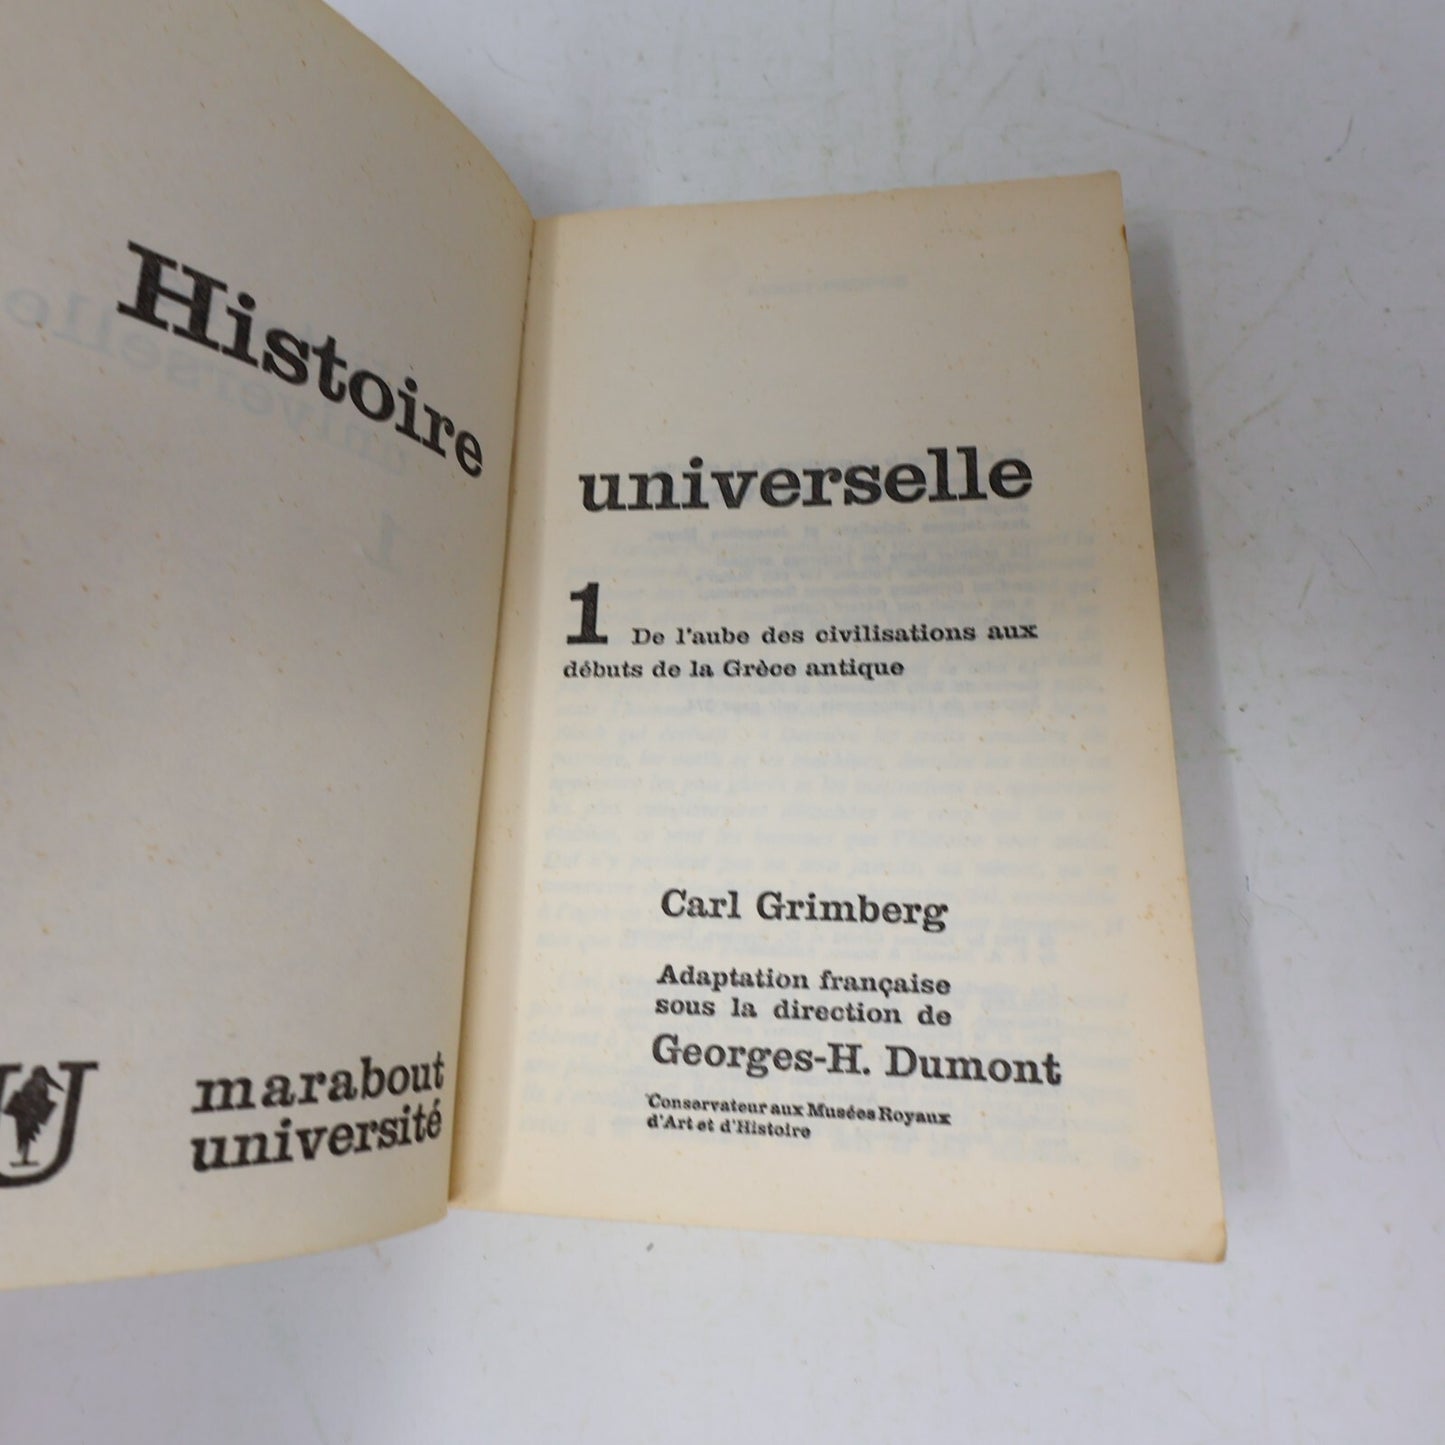 Histoire
marabout
université
universelle
1 De l'aube des civilisations aux
débuts de la Grèce antique
Carl Grimberg
Adaptation française
sous la direction de
Georges-H. Dumont
Conservateur aux Musées Royaux
d'Art et d'Histoire